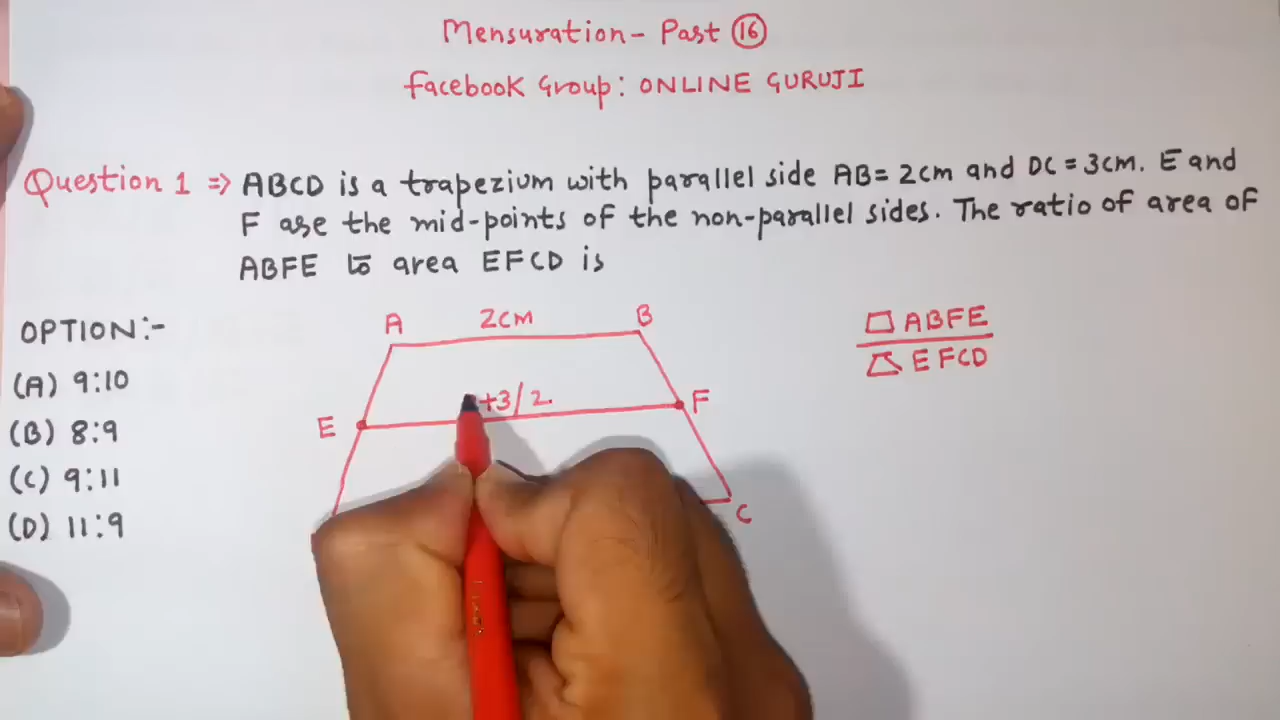 Mensuration- Part 16
Facebook Group: ONLINE GURUJI
Question 1 => ABCD is a trapezium with parallel side AB = 2cm and DC = 3cm. E and
F are the mid-points of the non-parallel sides. The ratio of area of
ABFE to area EFCD is
OPTION:-
(A) 9:10
(B) 8:9
(C) 9:11
(D) 11:9
A 2cm B
+3/2
E F
C
ABFE
EFCD